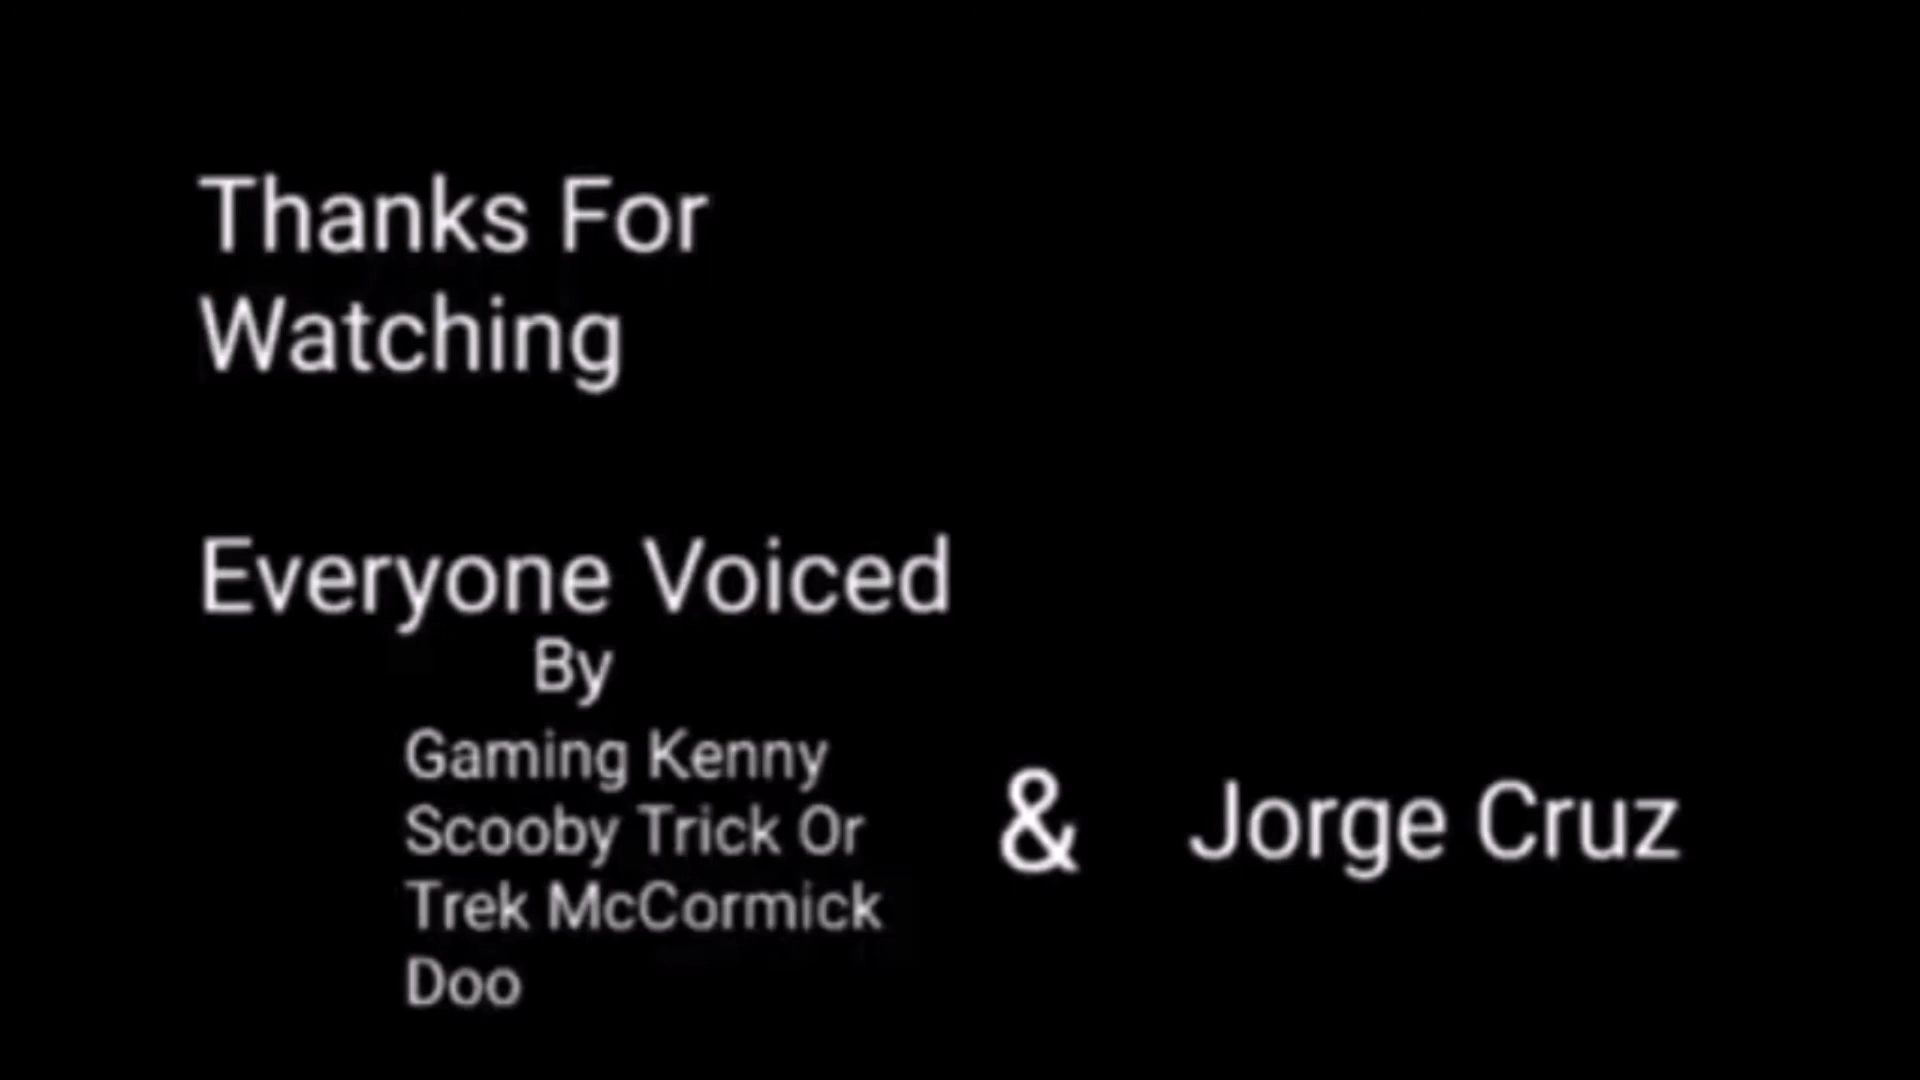 Thanks For
Watching
Everyone Voiced
By
Gaming Kenny
Scooby Trick Or
Trek McCormick
Doo
& Jorge Cruz